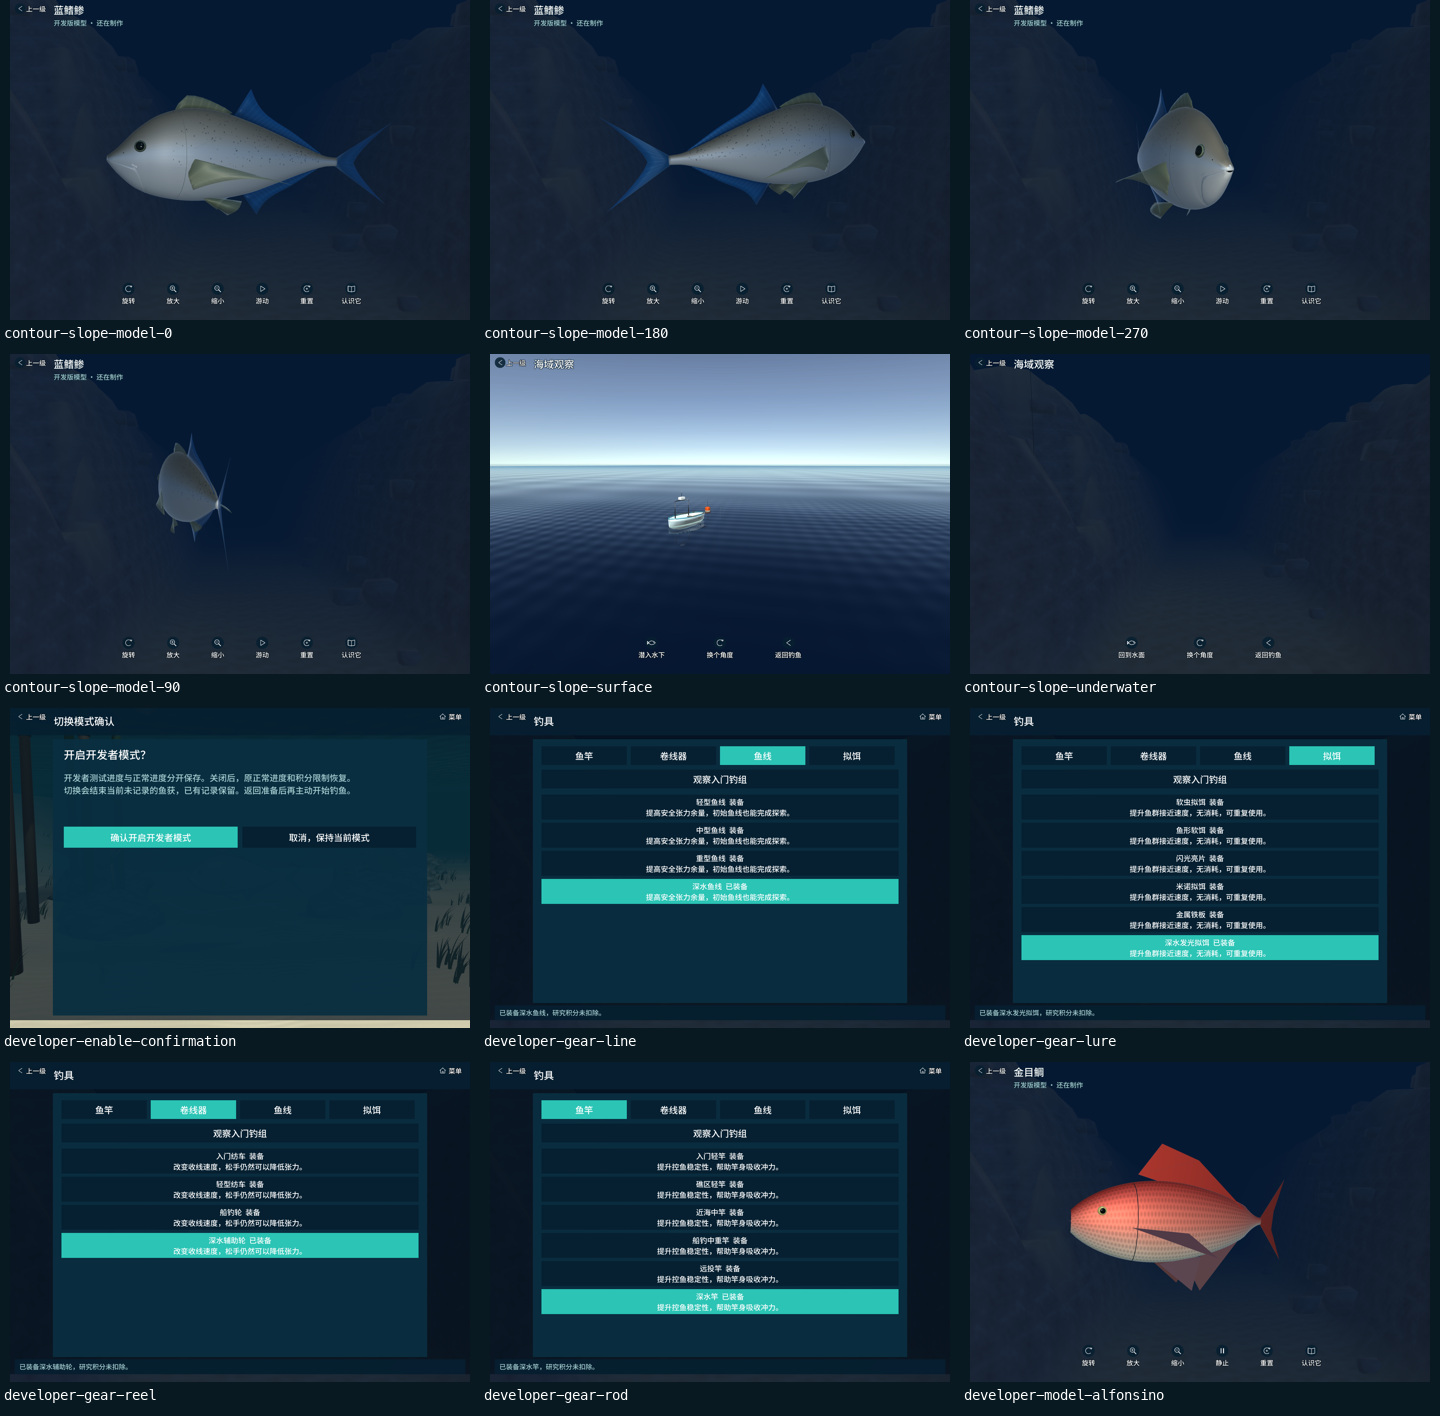 上一级 蓝鳍鲹
开发版模型 · 还在制作
旋转 放大 缩小 游动 重置 认识它
contour-slope-model-0
上一级 蓝鳍鲹
开发版模型 · 还在制作
旋转 放大 缩小 游动 重置 认识它
contour-slope-model-180
上一级 蓝鳍鲹
开发版模型 · 还在制作
旋转 放大 缩小 游动 重置 认识它
contour-slope-model-270
上一级 蓝鳍鲹
开发版模型 · 还在制作
旋转 放大 缩小 游动 重置 认识它
contour-slope-model-90
上一级 海域观察
潜入水下 换个角度 返回钓鱼
contour-slope-surface
上一级 海域观察
回到水面 换个角度 返回钓鱼
contour-slope-underwater
上一级 切换模式确认 菜单
开启开发者模式？
开发者测试进度与正常进度分开保存。关闭后，原正常进度和积分限制恢复。
切换会结束当前未记录的鱼获，已有记录保留。返回准备后再主动开始钓鱼。
确认开启开发者模式 取消，保持当前模式
developer-enable-confirmation
上一级 钓具 菜单
鱼竿 卷线器 鱼线 拟饵
观察入门钓组
轻型鱼线 装备
提高安全张力余量，初始鱼线也能完成探索。
中型鱼线 装备
提高安全张力余量，初始鱼线也能完成探索。
重型鱼线 装备
提高安全张力余量，初始鱼线也能完成探索。
深水鱼线 已装备
提高安全张力余量，初始鱼线也能完成探索。
已装备深水鱼线，研究积分未扣除。
developer-gear-line
上一级 钓具 菜单
鱼竿 卷线器 鱼线 拟饵
观察入门钓组
软虫拟饵 装备
提升鱼群接近速度，无消耗，可重复使用。
鱼形软饵 装备
提升鱼群接近速度，无消耗，可重复使用。
闪光亮片 装备
提升鱼群接近速度，无消耗，可重复使用。
米诺拟饵 装备
提升鱼群接近速度，无消耗，可重复使用。
金属铁板 装备
提升鱼群接近速度，无消耗，可重复使用。
深水发光拟饵 已装备
提升鱼群接近速度，无消耗，可重复使用。
已装备深水发光拟饵，研究积分未扣除。
developer-gear-lure
上一级 钓具 菜单
鱼竿 卷线器 鱼线 拟饵
观察入门钓组
入门纺车 装备
改变收线速度，松手仍然可以降低张力。
轻型纺车 装备
改变收线速度，松手仍然可以降低张力。
船钓轮 装备
改变收线速度，松手仍然可以降低张力。
深水辅助轮 已装备
改变收线速度，松手仍然可以降低张力。
已装备深水辅助轮，研究积分未扣除。
developer-gear-reel
上一级 钓具 菜单
鱼竿 卷线器 鱼线 拟饵
观察入门钓组
入门轻竿 装备
提升控鱼稳定性，帮助竿身吸收冲力。
礁区轻竿 装备
提升控鱼稳定性，帮助竿身吸收冲力。
近海中竿 装备
提升控鱼稳定性，帮助竿身吸收冲力。
船钓中重竿 装备
提升控鱼稳定性，帮助竿身吸收冲力。
远投竿 装备
提升控鱼稳定性，帮助竿身吸收冲力。
深水竿 已装备
提升控鱼稳定性，帮助竿身吸收冲力。
已装备深水竿，研究积分未扣除。
developer-gear-rod
上一级 金目鲷
开发版模型 · 还在制作
旋转 放大 缩小 静止 重置 认识它
developer-model-alfonsino